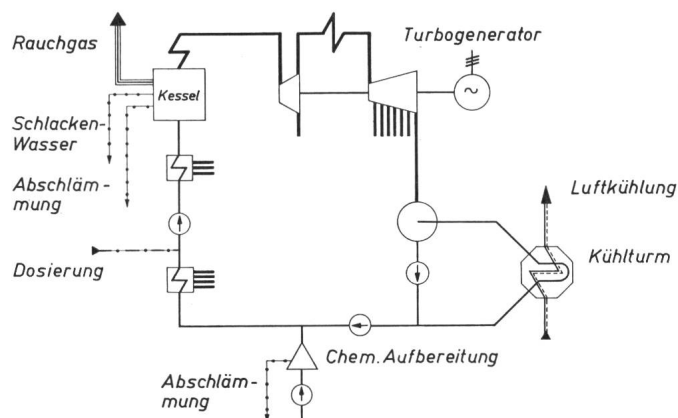 Rauchgas
Turbogenerator
Kessel
~
Schlacken-
Wasser
Abschläm-
mung
Luftkühlung
Kühlturm
Dosierung
Chem. Aufbereitung
Abschläm-
mung